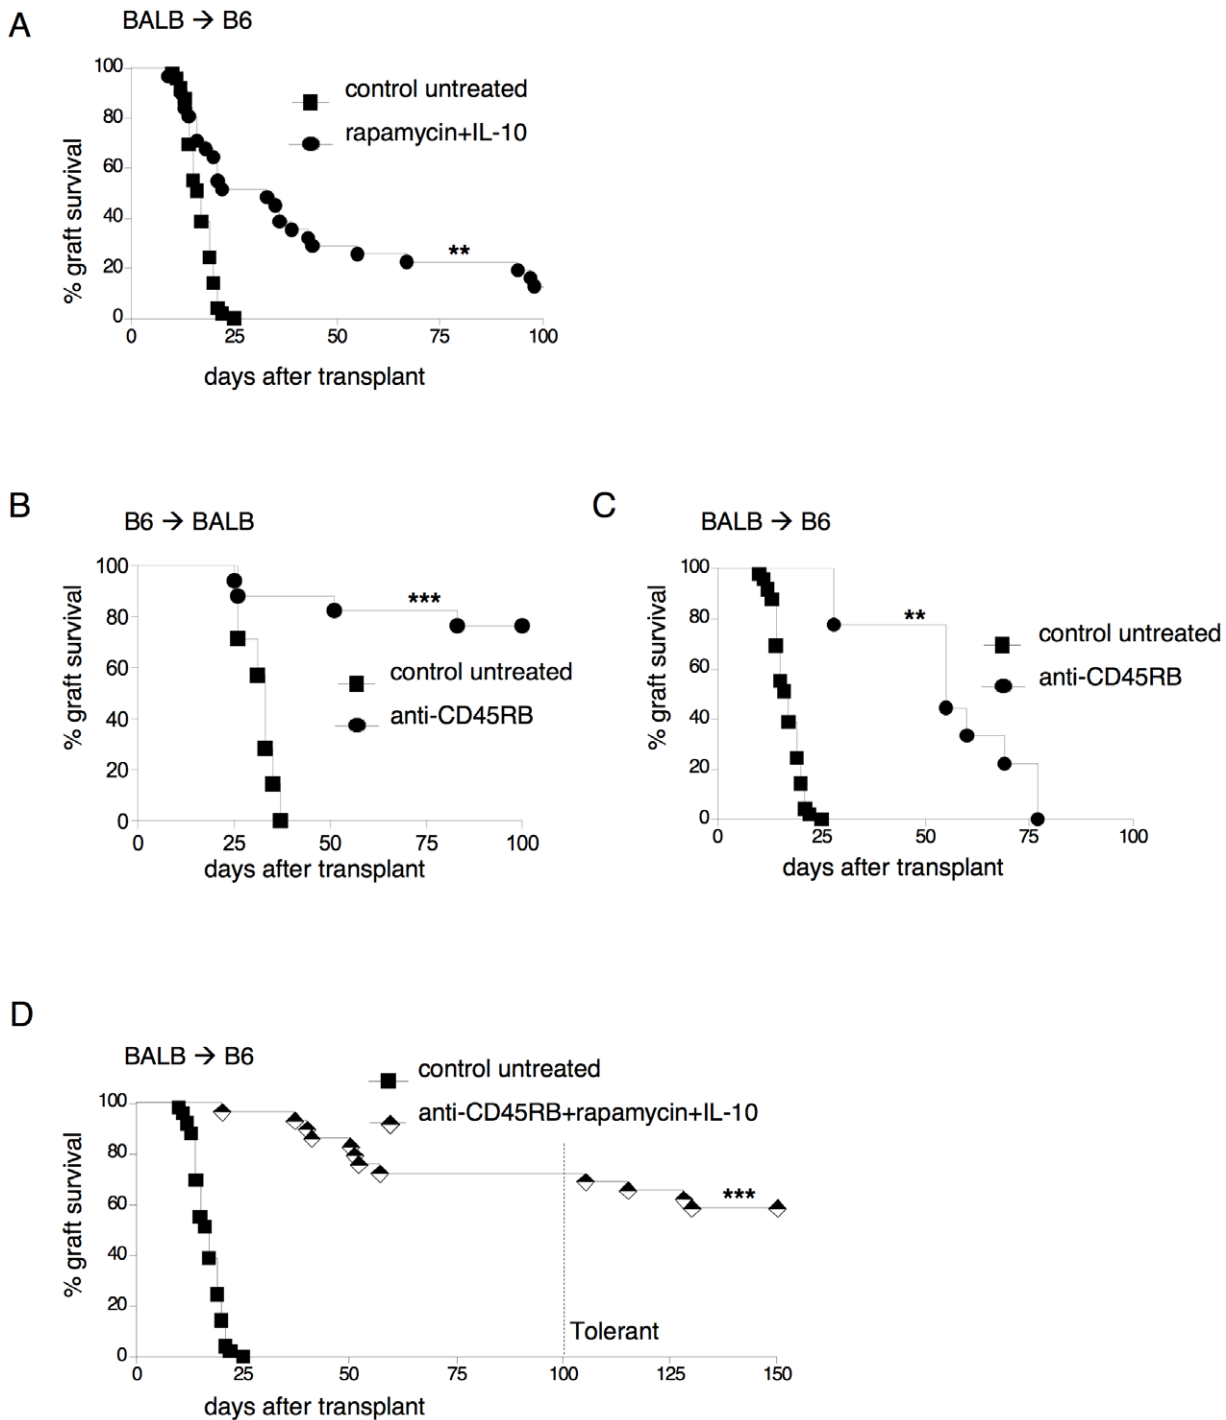 A
BALB → B6
control untreated
rapamycin+IL-10
% graft survival
100
80
60
40
20
0
**
0 25 50 75 100
days after transplant
B
B6 → BALB
% graft survival
100
80
60
40
20
0
***
control untreated
anti-CD45RB
0 25 50 75 100
days after transplant
C
BALB → B6
% graft survival
100
80
60
40
20
0
**
control untreated
anti-CD45RB
0 25 50 75 100
days after transplant
D
BALB → B6
control untreated
anti-CD45RB+rapamycin+IL-10
% graft survival
100
80
60
40
20
0
***
Tolerant
0 25 50 75 100 125 150
days after transplant